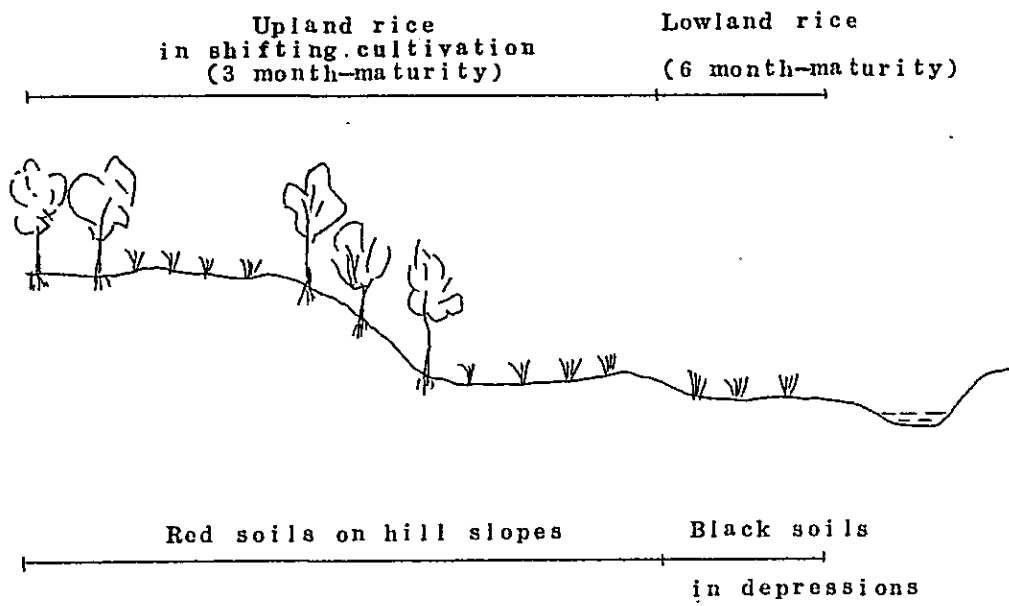 Upland rice
in shifting.cultivation
(3 month-maturity)
Lowland rice
(6 month-maturity)
Red soils on hill slopes
Black soils
in depressions